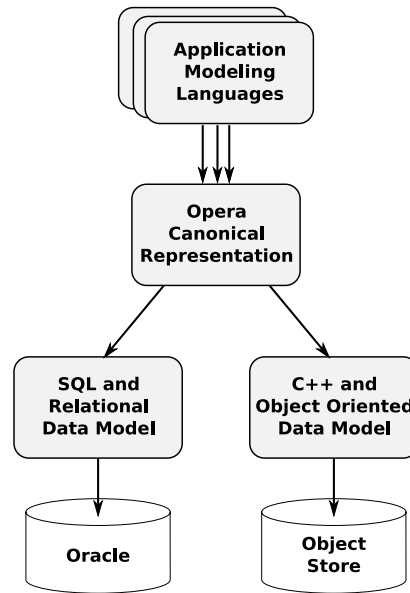 Application
Modeling
Languages
Opera
Canonical
Representation
SQL and
Relational
Data Model
C++ and
Object Oriented
Data Model
Oracle
Object
Store